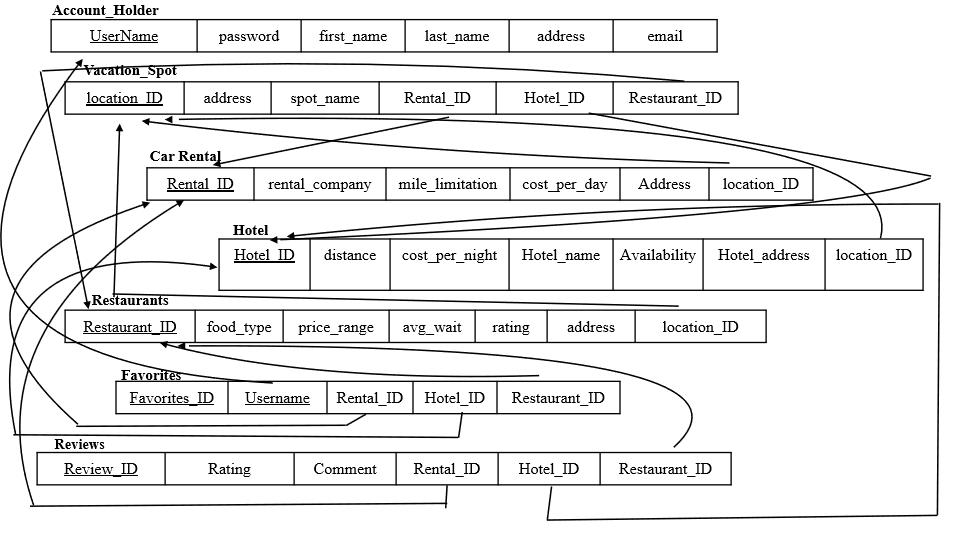 Account_Holder
UserName password first_name last_name address email
Vacation_Spot
location_ID address spot_name Rental_ID Hotel_ID Restaurant_ID
Car Rental
Rental_ID rental_company mile_limitation cost_per_day Address location_ID
Hotel
Hotel_ID distance cost_per_night Hotel_name Availability Hotel_address location_ID
Restaurants
Restaurant_ID food_type price_range avg_wait rating address location_ID
Favorites
Favorites_ID Username Rental_ID Hotel_ID Restaurant_ID
Reviews
Review_ID Rating Comment Rental_ID Hotel_ID Restaurant_ID